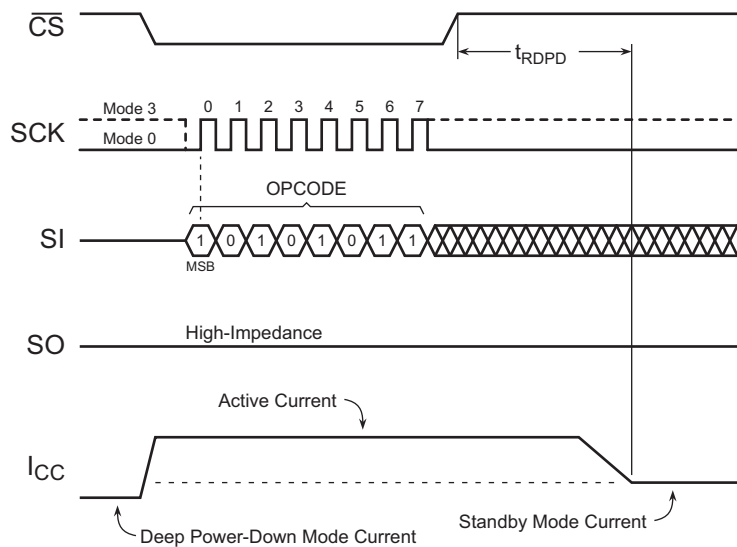 CS
tRDPD
Mode 3
0 1 2 3 4 5 6 7
SCK
Mode 0
OPCODE
SI
1 0 1 0 1 0 1 1
MSB
High-Impedance
SO
Active Current
ICC
Standby Mode Current
Deep Power-Down Mode Current